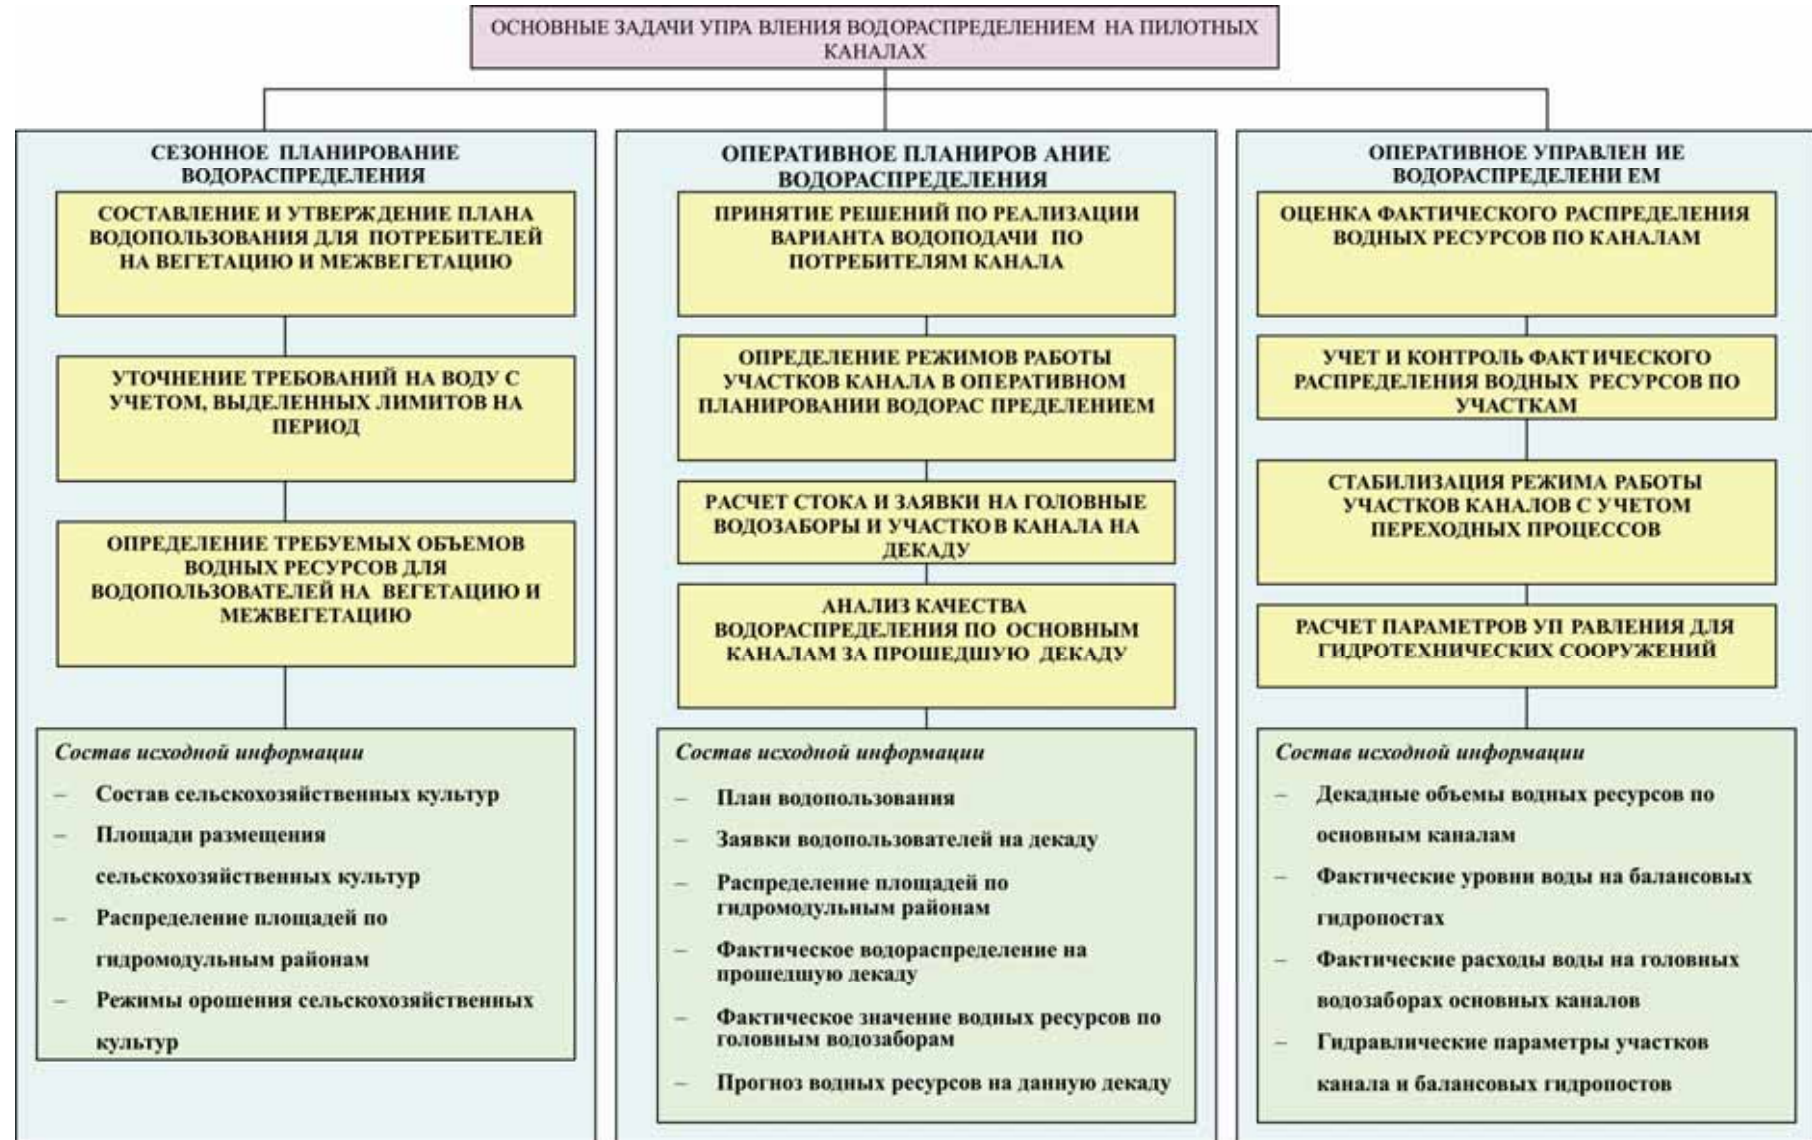 ОСНОВНЫЕ ЗАДАЧИ УПРА ВЛЕНИЯ ВОДОРАСПРЕДЕЛЕНИЕМ НА ПИЛОТНЫХ
КАНАЛАХ
СЕЗОННОЕ ПЛАНИРОВАНИЕ
ВОДОРАСПРЕДЕЛЕНИЯ
СОСТАВЛЕНИЕ И УТВЕРЖДЕНИЕ ПЛАНА
ВОДОПОЛЬЗОВАНИЯ ДЛЯ ПОТРЕБИТЕЛЕЙ
НА ВЕГЕТАЦИЮ И МЕЖВЕГЕТАЦИЮ
УТОЧНЕНИЕ ТРЕБОВАНИЙ НА ВОДУ С
УЧЕТОМ, ВЫДЕЛЕННЫХ ЛИМИТОВ НА
ПЕРИОД
ОПРЕДЕЛЕНИЕ ТРЕБУЕМЫХ ОБЪЕМОВ
ВОДНЫХ РЕСУРСОВ ДЛЯ
ВОДОПОЛЬЗОВАТЕЛЕЙ НА ВЕГЕТАЦИЮ И
МЕЖВЕГЕТАЦИЮ
Состав исходной информации
– Состав сельскохозяйственных культур
– Площади размещения
сельскохозяйственных культур
– Распределение площадей по
гидромодульным районам
– Режимы орошения сельскохозяйственных
культур
ОПЕРАТИВНОЕ ПЛАНИРОВ АНИЕ
ВОДОРАСПРЕДЕЛЕНИЯ
ПРИНЯТИЕ РЕШЕНИЙ ПО РЕАЛИЗАЦИИ
ВАРИАНТА ВОДОПОДАЧИ ПО
ПОТРЕБИТЕЛЯМ КАНАЛА
ОПРЕДЕЛЕНИЕ РЕЖИМОВ РАБОТЫ
УЧАСТКОВ КАНАЛА В ОПЕРАТИВНОМ
ПЛАНИРОВАНИИ ВОДОРАС ПРЕДЕЛЕНИЕМ
РАСЧЕТ СТОКА И ЗАЯВКИ НА ГОЛОВНЫЕ
ВОДОЗАБОРЫ И УЧАСТКО В КАНАЛА НА
ДЕКАДУ
АНАЛИЗ КАЧЕСТВА
ВОДОРАСПРЕДЕЛЕНИЯ ПО ОСНОВНЫМ
КАНАЛАМ ЗА ПРОШЕДШУЮ ДЕКАДУ
Состав исходной информации
– План водопользования
– Заявки водопользователей на декаду
– Распределение площадей по
гидромодульным районам
– Фактическое водораспределение на
прошедшую декаду
– Фактическое значение водных ресурсов по
головным водозаборам
– Прогноз водных ресурсов на данную декаду
ОПЕРАТИВНОЕ УПРАВЛЕН ИЕ
ВОДОРАСПРЕДЕЛЕНИ ЕМ
ОЦЕНКА ФАКТИЧЕСКОГО РАСПРЕДЕЛЕНИЯ
ВОДНЫХ РЕСУРСОВ ПО КАНАЛАМ
УЧЕТ И КОНТРОЛЬ ФАКТ ИЧЕСКОГО
РАСПРЕДЕЛЕНИЯ ВОДНЫХ РЕСУРСОВ ПО
УЧАСТКАМ
СТАБИЛИЗАЦИЯ РЕЖИМА РАБОТЫ
УЧАСТКОВ КАНАЛОВ С УЧЕТОМ
ПЕРЕХОДНЫХ ПРОЦЕССОВ
РАСЧЕТ ПАРАМЕТРОВ УП РАВЛЕНИЯ ДЛЯ
ГИДРОТЕХНИЧЕСКИХ СООРУЖЕНИЙ
Состав исходной информации
– Декадные объемы водных ресурсов по
основным каналам
– Фактические уровни воды на балансовых
гидропостах
– Фактические расходы воды на головных
водозаборах основных каналов
– Гидравлические параметры участков
канала и балансовых гидропостов